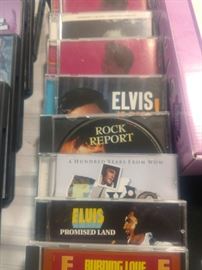 ELVIS
ROCK
REPORT
A HUNDRED YEARS FROM NOW
ELVIS
PROMISED LAND
BURNING LOVE